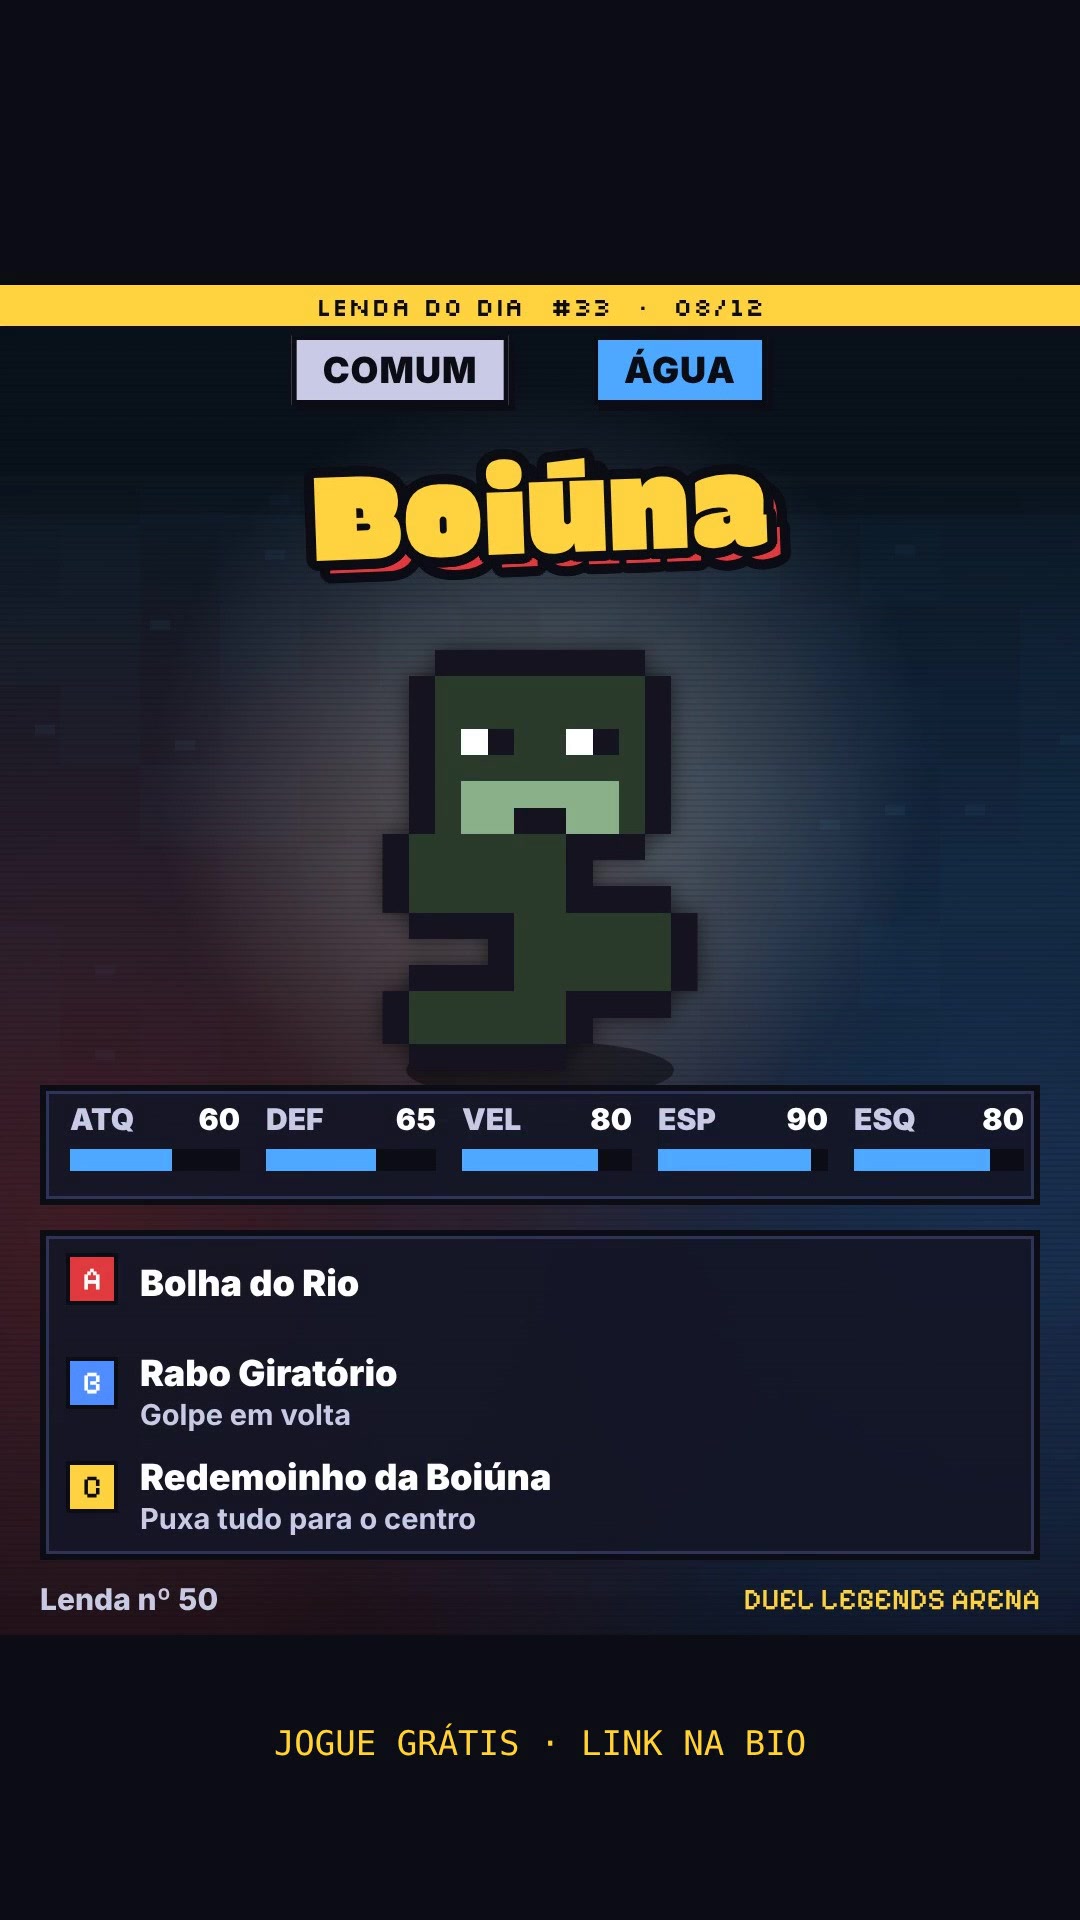 LENDA DO DIA #33 · 08/12
COMUM ÁGUA
Boiúna
ATQ 60 DEF 65 VEL 80 ESP 90 ESQ 80
A Bolha do Rio
B Rabo Giratório
Golpe em volta
C Redemoinho da Boiúna
Puxa tudo para o centro
Lenda nº 50 DUEL LEGENDS ARENA
JOGUE GRÁTIS · LINK NA BIO